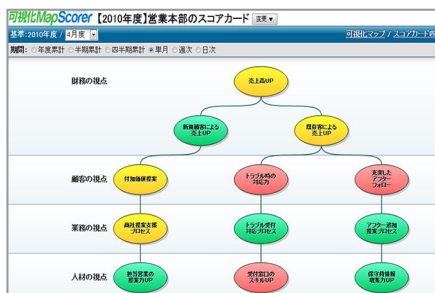 可視化MapScorer 【2010年度】営業本部のスコアカード 変更▼
基準:2010年度 / 4月度
可視化マップ / スコアカード
期間: 年度累計 半期累計 四半期累計 単月 週次 日次
財務の視点
売上高UP
新規顧客による
売上UP
既存客による
売上UP
顧客の視点
付加価値提案
トラブル時の
対応力
充実した
アフター
フォロー
業務の視点
商社提案支援
プロセス
トラブル受付
対応プロセス
アフター追加
提案プロセス
人材の視点
担当営業の
提案力UP
受付窓口の
スキルUP
保守員情報
収集力UP